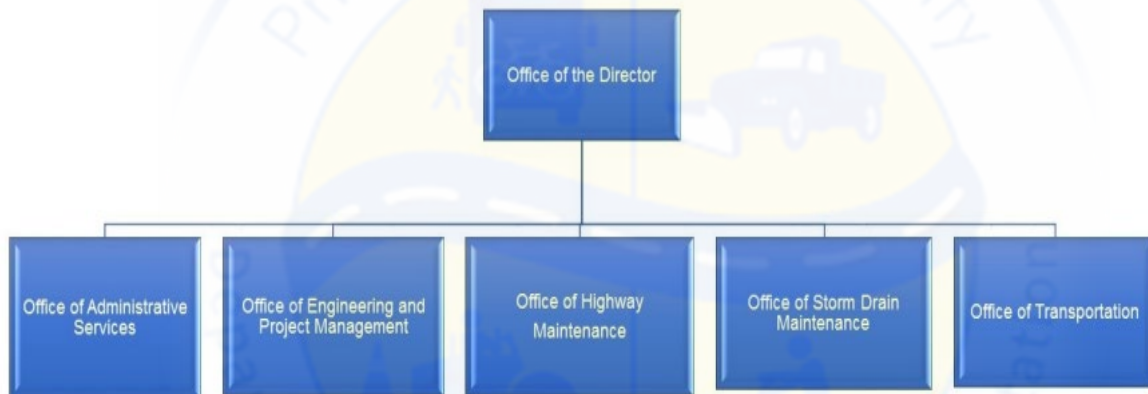 Office of the Director
Office of Administrative
Services
Office of Engineering and
Project Management
Office of Highway
Maintenance
Office of Storm Drain
Maintenance
Office of Transportation